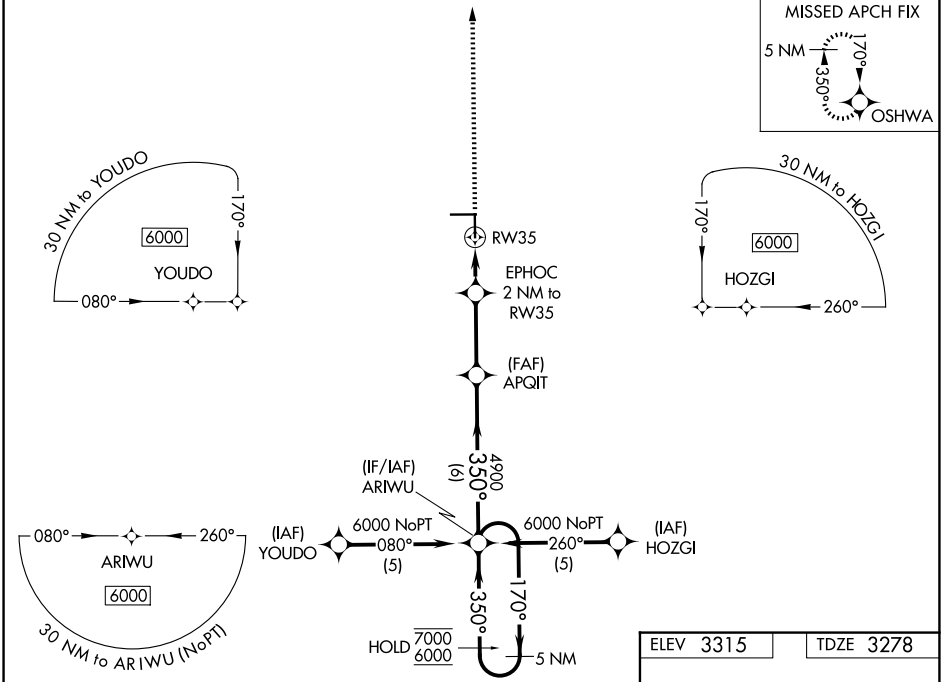 MISSED APCH FIX
5 NM
170°
350°
OSHWA
30 NM to YOUDO
6000
170°
YOUDO
080°
30 NM to HOZGI
170°
6000
HOZGI
260°
RW35
EPHOC
2 NM to
RW35
(FAF)
APQIT
4900
350°
(6)
(IF/IAF)
ARIWU
(IAF)
YOUDO
6000 NoPT
080°
(5)
6000 NoPT
260°
(5)
(IAF)
HOZGI
080°
260°
ARIWU
6000
30 NM to ARIWU (NoPT)
350°
170°
HOLD 7000
6000
5 NM
ELEV 3315
TDZE 3278